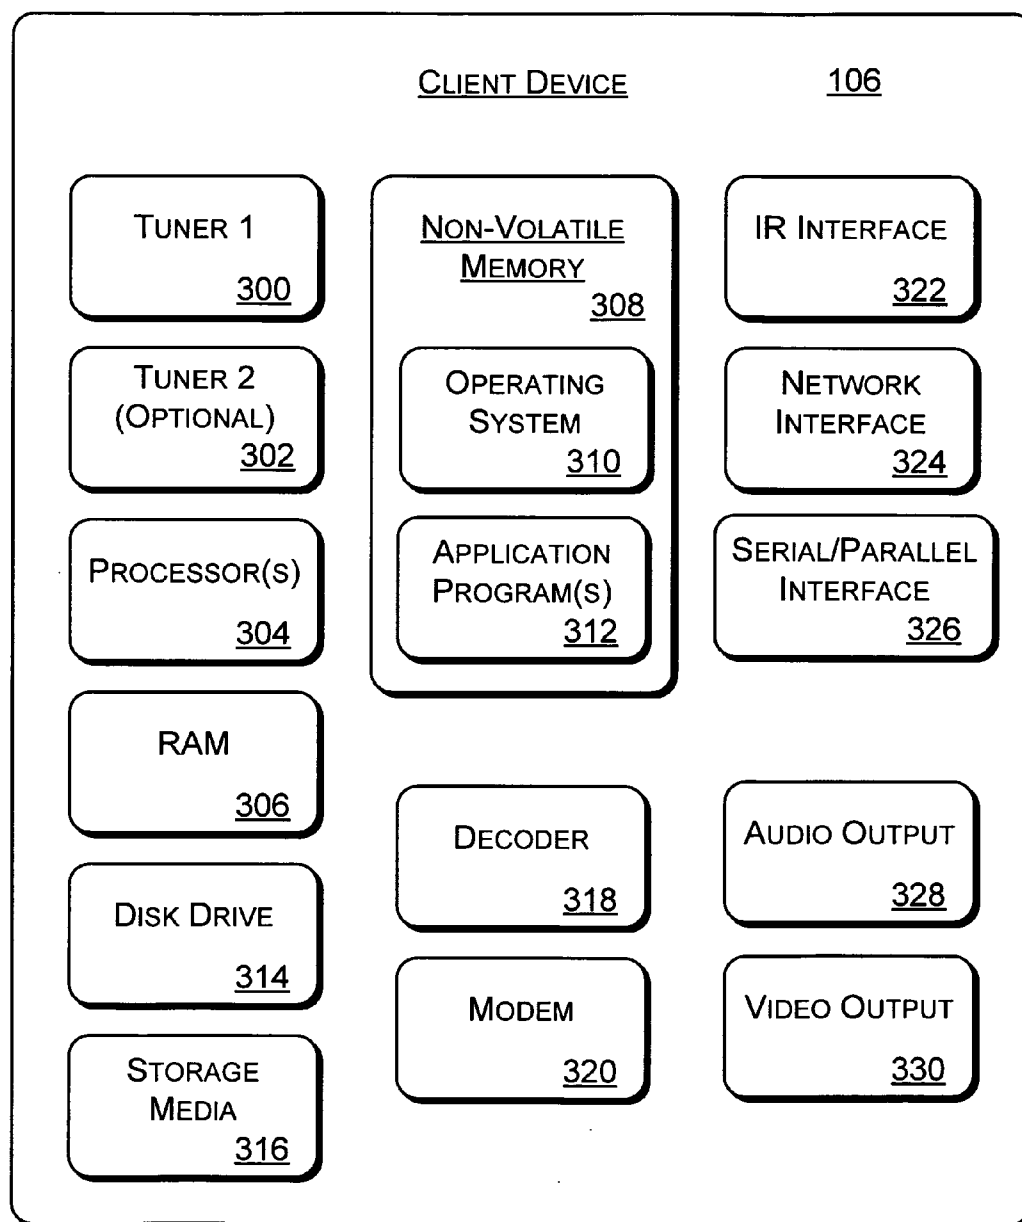 CLIENT DEVICE 106
TUNER 1
300
TUNER 2
(OPTIONAL)
302
PROCESSOR(S)
304
RAM
306
DISK DRIVE
314
STORAGE
MEDIA
316
NON-VOLATILE
MEMORY
308
OPERATING
SYSTEM
310
APPLICATION
PROGRAM(S)
312
DECODER
318
MODEM
320
IR INTERFACE
322
NETWORK
INTERFACE
324
SERIAL/PARALLEL
INTERFACE
326
AUDIO OUTPUT
328
VIDEO OUTPUT
330